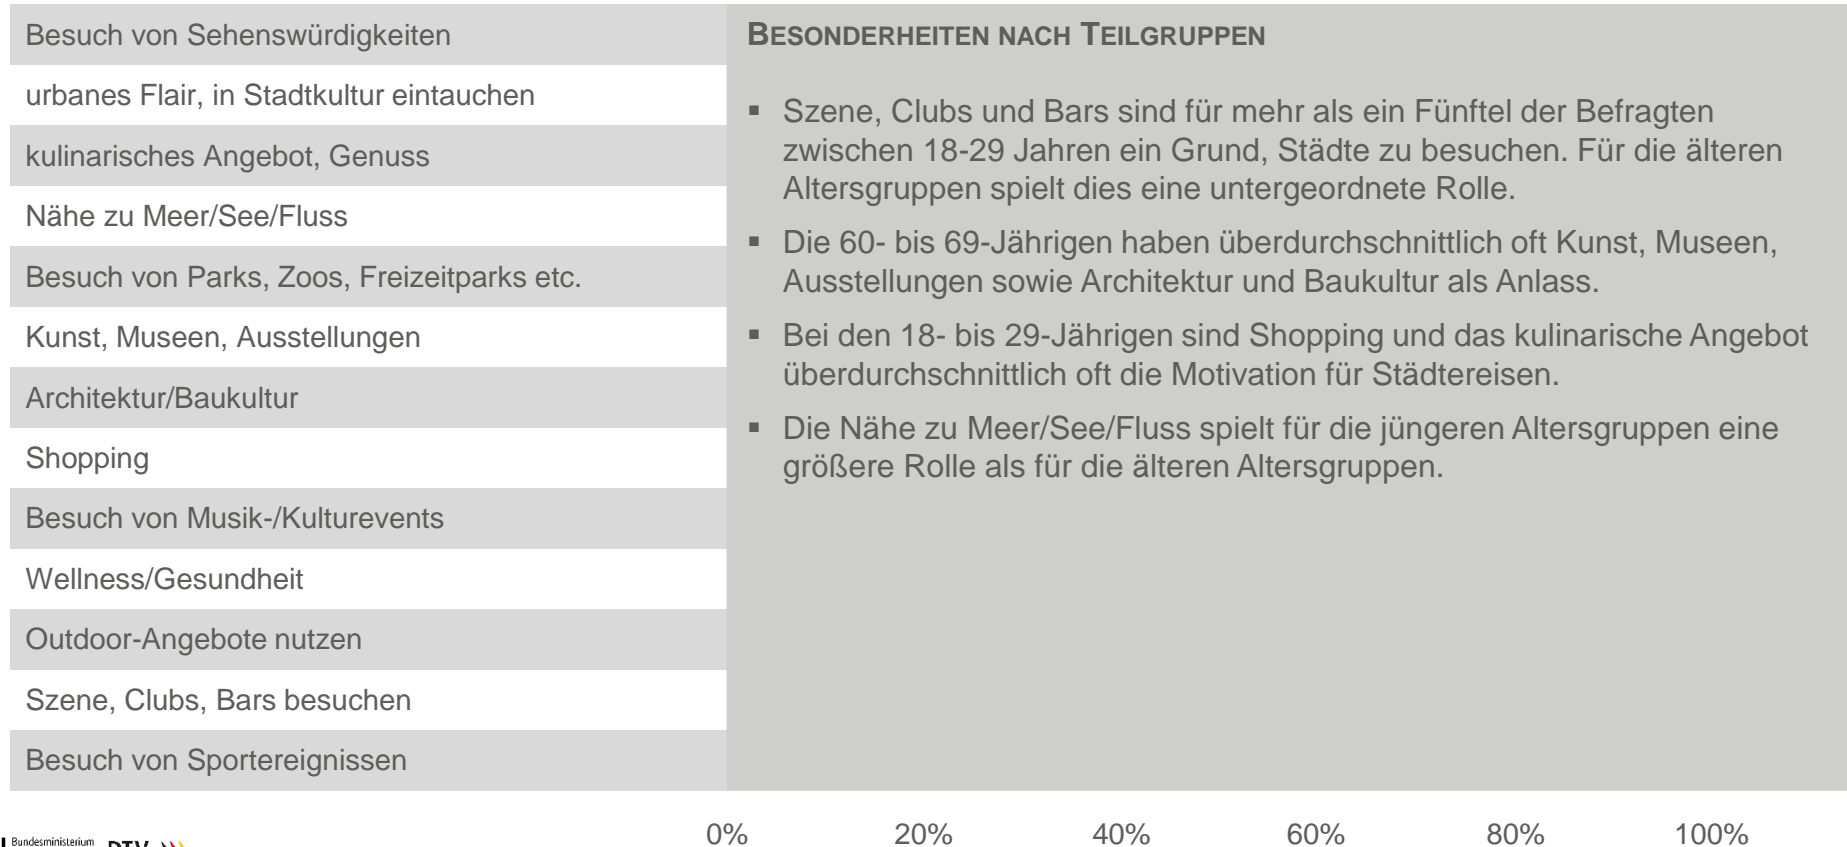 Besuch von Sehenswürdigkeiten
urbanes Flair, in Stadtkultur eintauchen
kulinarisches Angebot, Genuss
Nähe zu Meer/See/Fluss
Besuch von Parks, Zoos, Freizeitparks etc.
Kunst, Museen, Ausstellungen
Architektur/Baukultur
Shopping
Besuch von Musik-/Kulturevents
Wellness/Gesundheit
Outdoor-Angebote nutzen
Szene, Clubs, Bars besuchen
Besuch von Sportereignissen
BESONDERHEITEN NACH TEILGRUPPEN
▪ Szene, Clubs und Bars sind für mehr als ein Fünftel der Befragten
zwischen 18-29 Jahren ein Grund, Städte zu besuchen. Für die älteren
Altersgruppen spielt dies eine untergeordnete Rolle.
▪ Die 60- bis 69-Jährigen haben überdurchschnittlich oft Kunst, Museen,
Ausstellungen sowie Architektur und Baukultur als Anlass.
▪ Bei den 18- bis 29-Jährigen sind Shopping und das kulinarische Angebot
überdurchschnittlich oft die Motivation für Städtereisen.
▪ Die Nähe zu Meer/See/Fluss spielt für die jüngeren Altersgruppen eine
größere Rolle als für die älteren Altersgruppen.
0% 20% 40% 60% 80% 100%
Bundesministerium
DTV